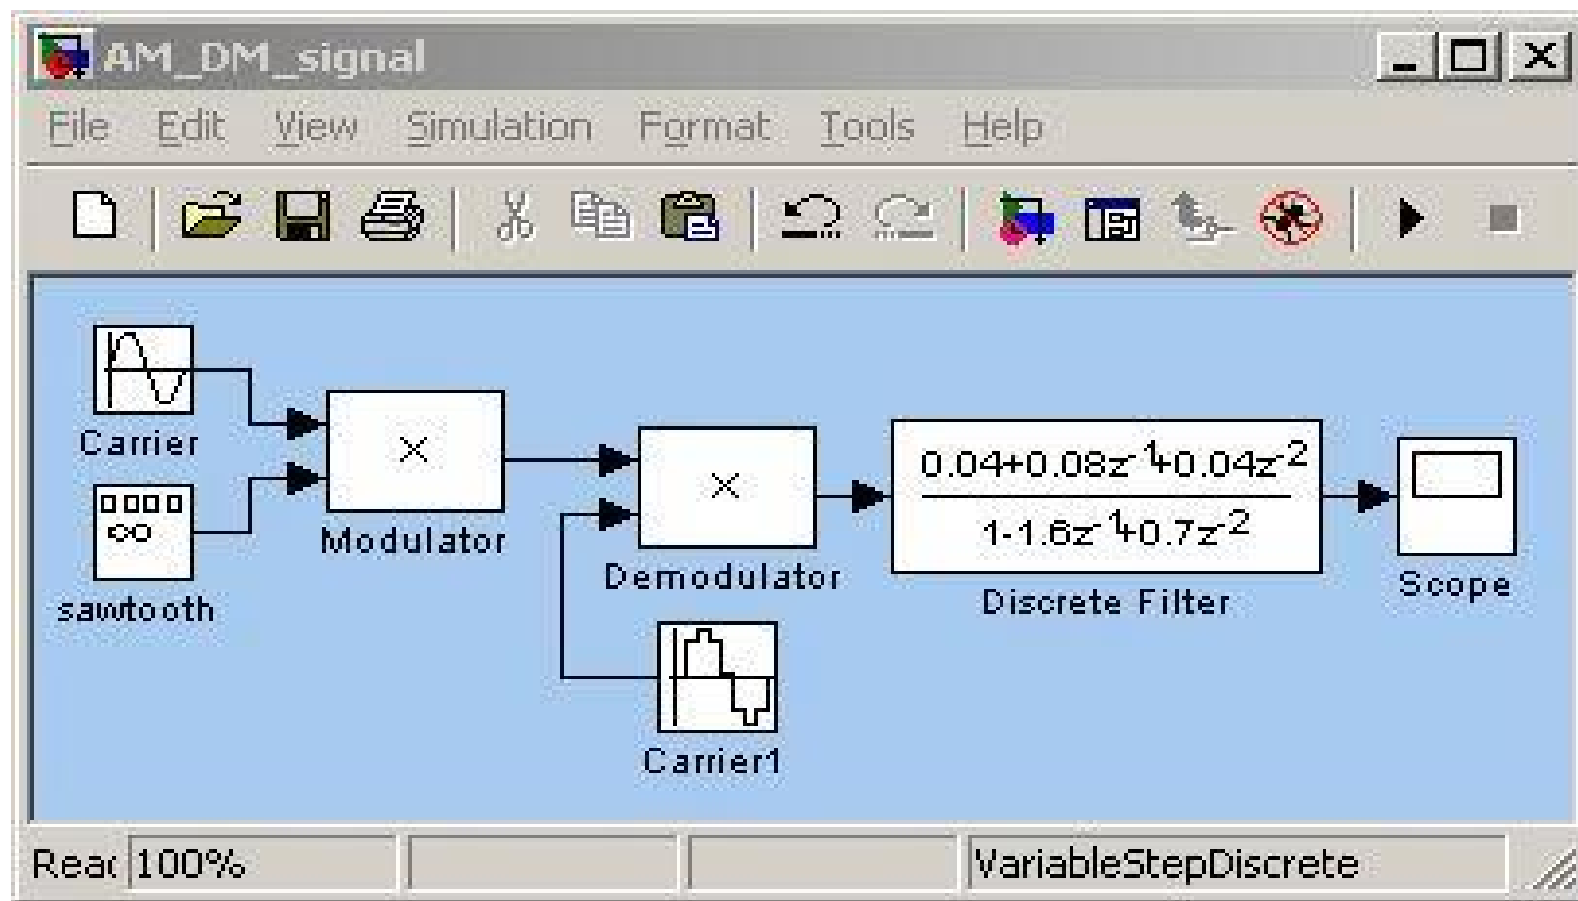 AM_DM_signal
File Edit View Simulation Format Tools Help
Carrier
sawtooth
×
Modulator
×
Demodulator
Carrier1
0.04+0.08z-1+0.04z-2
1-1.6z-1+0.7z-2
Discrete Filter
Scope
Reac 100% VariableStepDiscrete